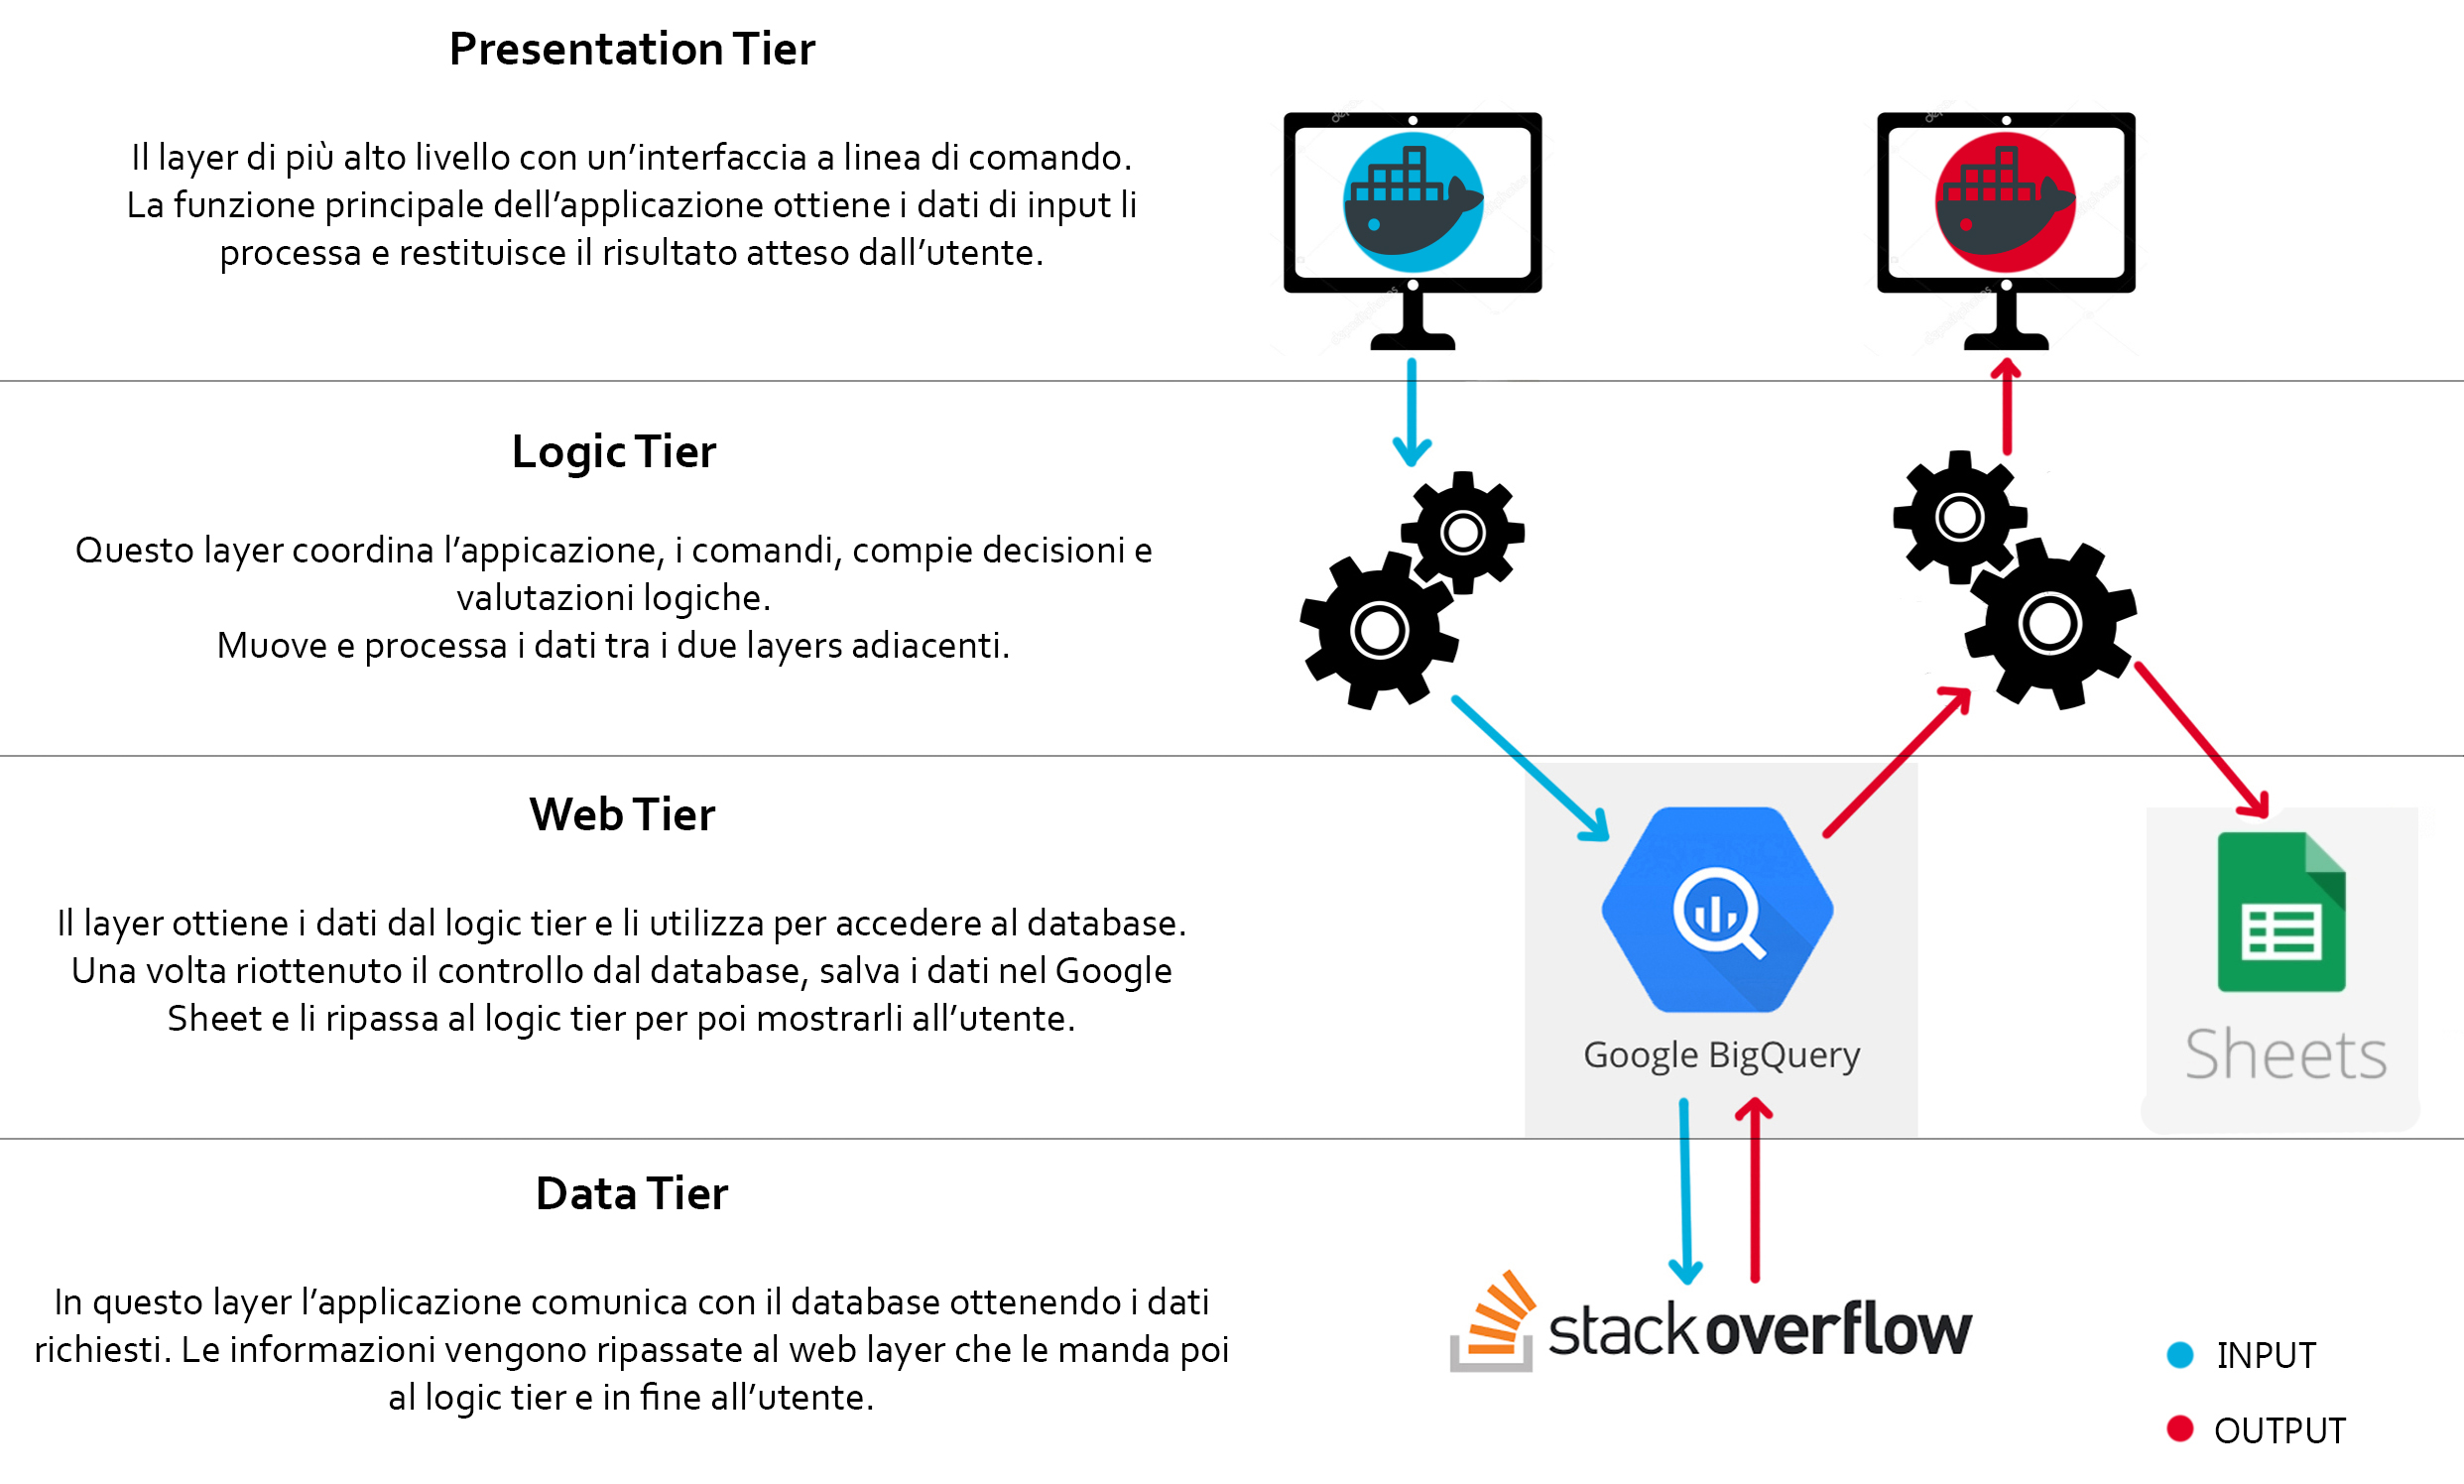 Presentation Tier
Il layer di più alto livello con un’interfaccia a linea di comando.
La funzione principale dell’applicazione ottiene i dati di input li
processa e restituisce il risultato atteso dall’utente.
Logic Tier
Questo layer coordina l’appicazione, i comandi, compie decisioni e
valutazioni logiche.
Muove e processa i dati tra i due layers adiacenti.
Web Tier
Il layer ottiene i dati dal logic tier e li utilizza per accedere al database.
Una volta riottenuto il controllo dal database, salva i dati nel Google
Sheet e li ripassa al logic tier per poi mostrarli all’utente.
Google BigQuery
Sheets
Data Tier
In questo layer l’applicazione comunica con il database ottenendo i dati
richiesti. Le informazioni vengono ripassate al web layer che le manda poi
al logic tier e in fine all’utente.
stackoverflow
INPUT
OUTPUT